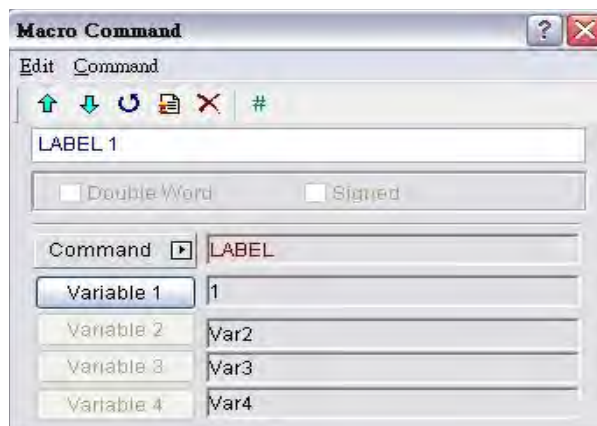 Macro Command
Edit Command
#
LABEL 1
Double Word Signed
Command LABEL
Variable 1 1
Variable 2 Var2
Variable 3 Var3
Variable 4 Var4